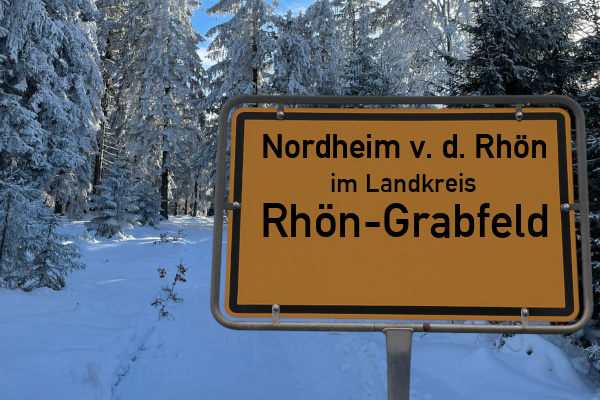 Nordheim v. d. Rhön
im Landkreis
Rhön-Grabfeld